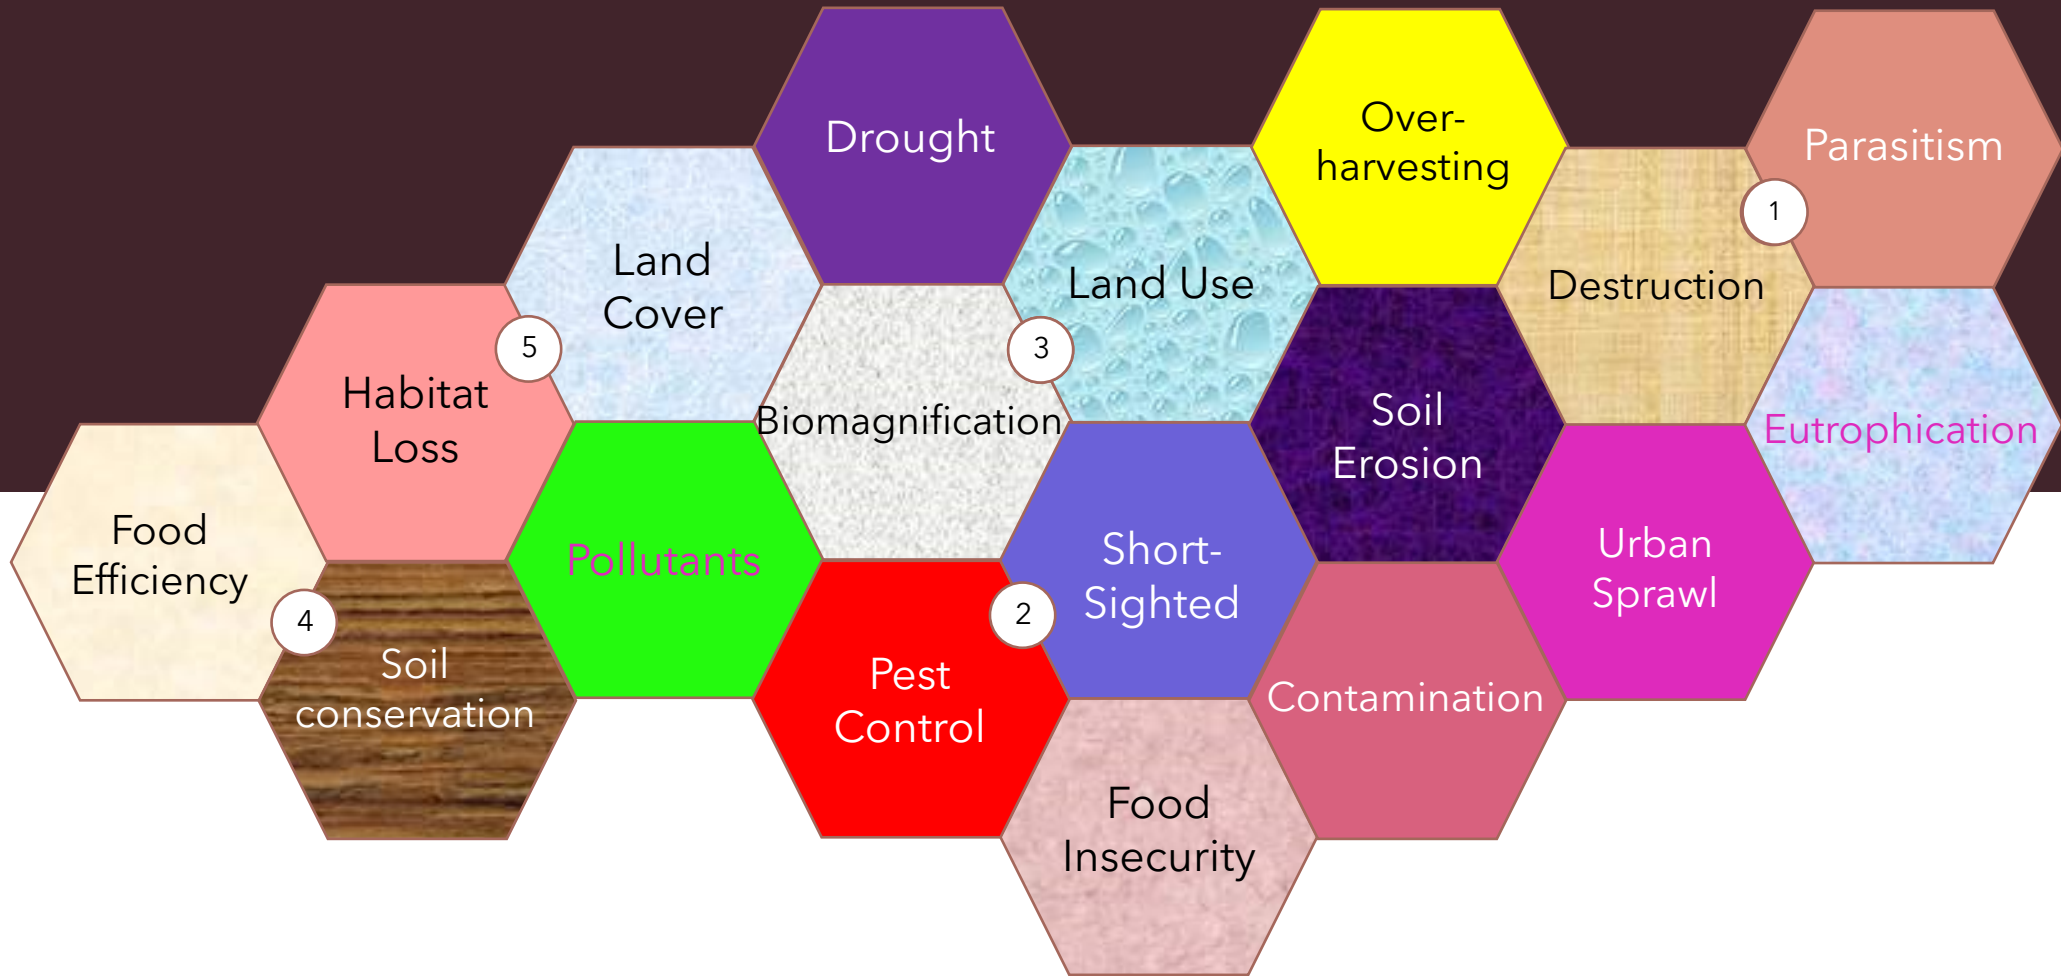 Drought
Over-
harvesting
Parasitism
1
Land
Cover
Land Use
Destruction
5
3
Habitat
Loss
Biomagnification
Soil
Erosion
Eutrophication
Food
Efficiency
Pollutants
Short-
Sighted
Urban
Sprawl
4
2
Soil
conservation
Pest
Control
Contamination
Food
Insecurity